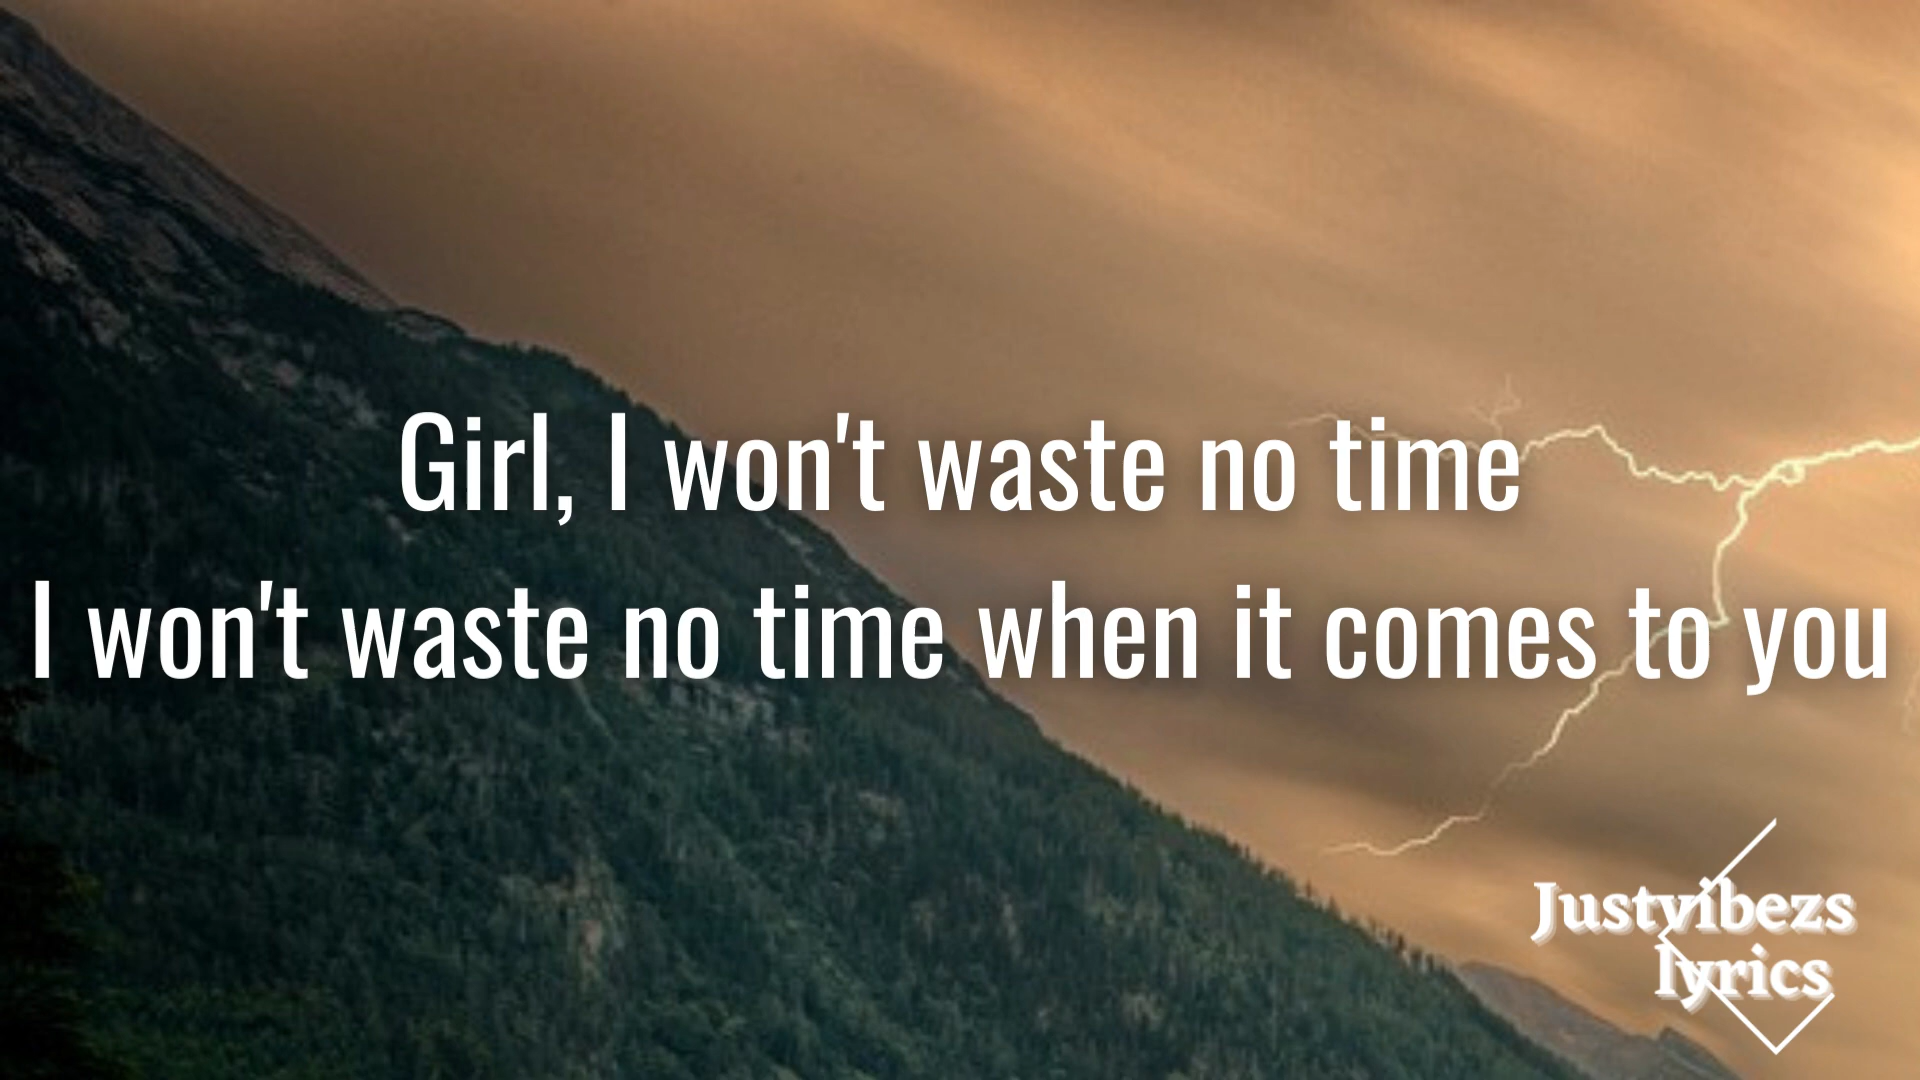 Girl, I won't waste no time
I won't waste no time when it comes to you
Justvibezs
lyrics